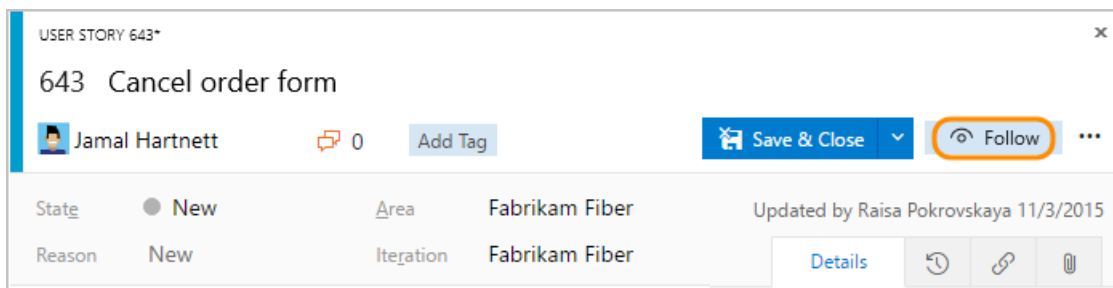 USER STORY 643*
643 Cancel order form
Jamal Hartnett 0 Add Tag Save & Close Follow
State New Area Fabrikam Fiber Updated by Raisa Pokrovskaya 11/3/2015
Reason New Iteration Fabrikam Fiber Details